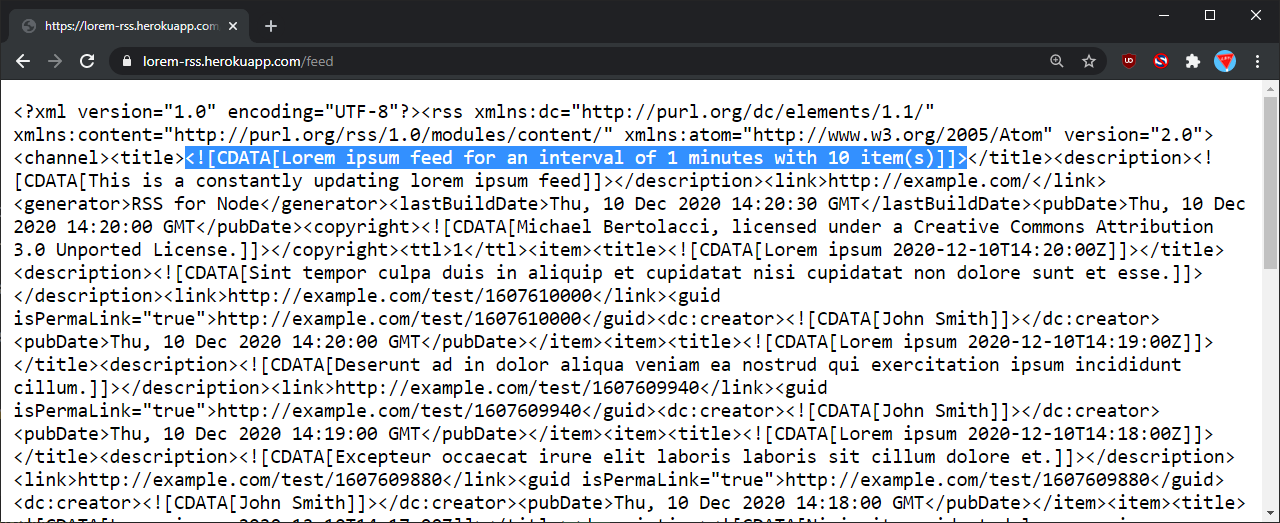 https://lorem-rss.herokuapp.com
lorem-rss.herokuapp.com/feed
<?xml version="1.0" encoding="UTF-8"?><rss xmlns:dc="http://purl.org/dc/elements/1.1/"
xmlns:content="http://purl.org/rss/1.0/modules/content/" xmlns:atom="http://www.w3.org/2005/Atom" version="2.0">
<channel><title><![CDATA[Lorem ipsum feed for an interval of 1 minutes with 10 item(s)]]></title><description><!
[CDATA[This is a constantly updating lorem ipsum feed]]></description><link>http://example.com/</link>
<generator>RSS for Node</generator><lastBuildDate>Thu, 10 Dec 2020 14:20:30 GMT</lastBuildDate><pubDate>Thu, 10 Dec
2020 14:20:00 GMT</pubDate><copyright><![CDATA[Michael Bertolacci, licensed under a Creative Commons Attribution
3.0 Unported License.]]></copyright><ttl>1</ttl><item><title><![CDATA[Lorem ipsum 2020-12-10T14:20:00Z]]></title>
<description><![CDATA[Sint tempor culpa duis in aliquip et cupidatat nisi cupidatat non dolore sunt et esse.]]>
</description><link>http://example.com/test/1607610000</link><guid
isPermaLink="true">http://example.com/test/1607610000</guid><dc:creator><![CDATA[John Smith]]></dc:creator>
<pubDate>Thu, 10 Dec 2020 14:20:00 GMT</pubDate></item><item><title><![CDATA[Lorem ipsum 2020-12-10T14:19:00Z]]>
</title><description><![CDATA[Deserunt ad in dolor aliqua veniam ea nostrud qui exercitation ipsum incididunt
cillum.]]></description><link>http://example.com/test/1607609940</link><guid
isPermaLink="true">http://example.com/test/1607609940</guid><dc:creator><![CDATA[John Smith]]></dc:creator>
<pubDate>Thu, 10 Dec 2020 14:19:00 GMT</pubDate></item><item><title><![CDATA[Lorem ipsum 2020-12-10T14:18:00Z]]>
</title><description><![CDATA[Excepteur occaecat irure elit laboris laboris sit cillum dolore et.]]></description>
<link>http://example.com/test/1607609880</link><guid isPermaLink="true">http://example.com/test/1607609880</guid>
<dc:creator><![CDATA[John Smith]]></dc:creator><pubDate>Thu, 10 Dec 2020 14:18:00 GMT</pubDate></item><item><title>